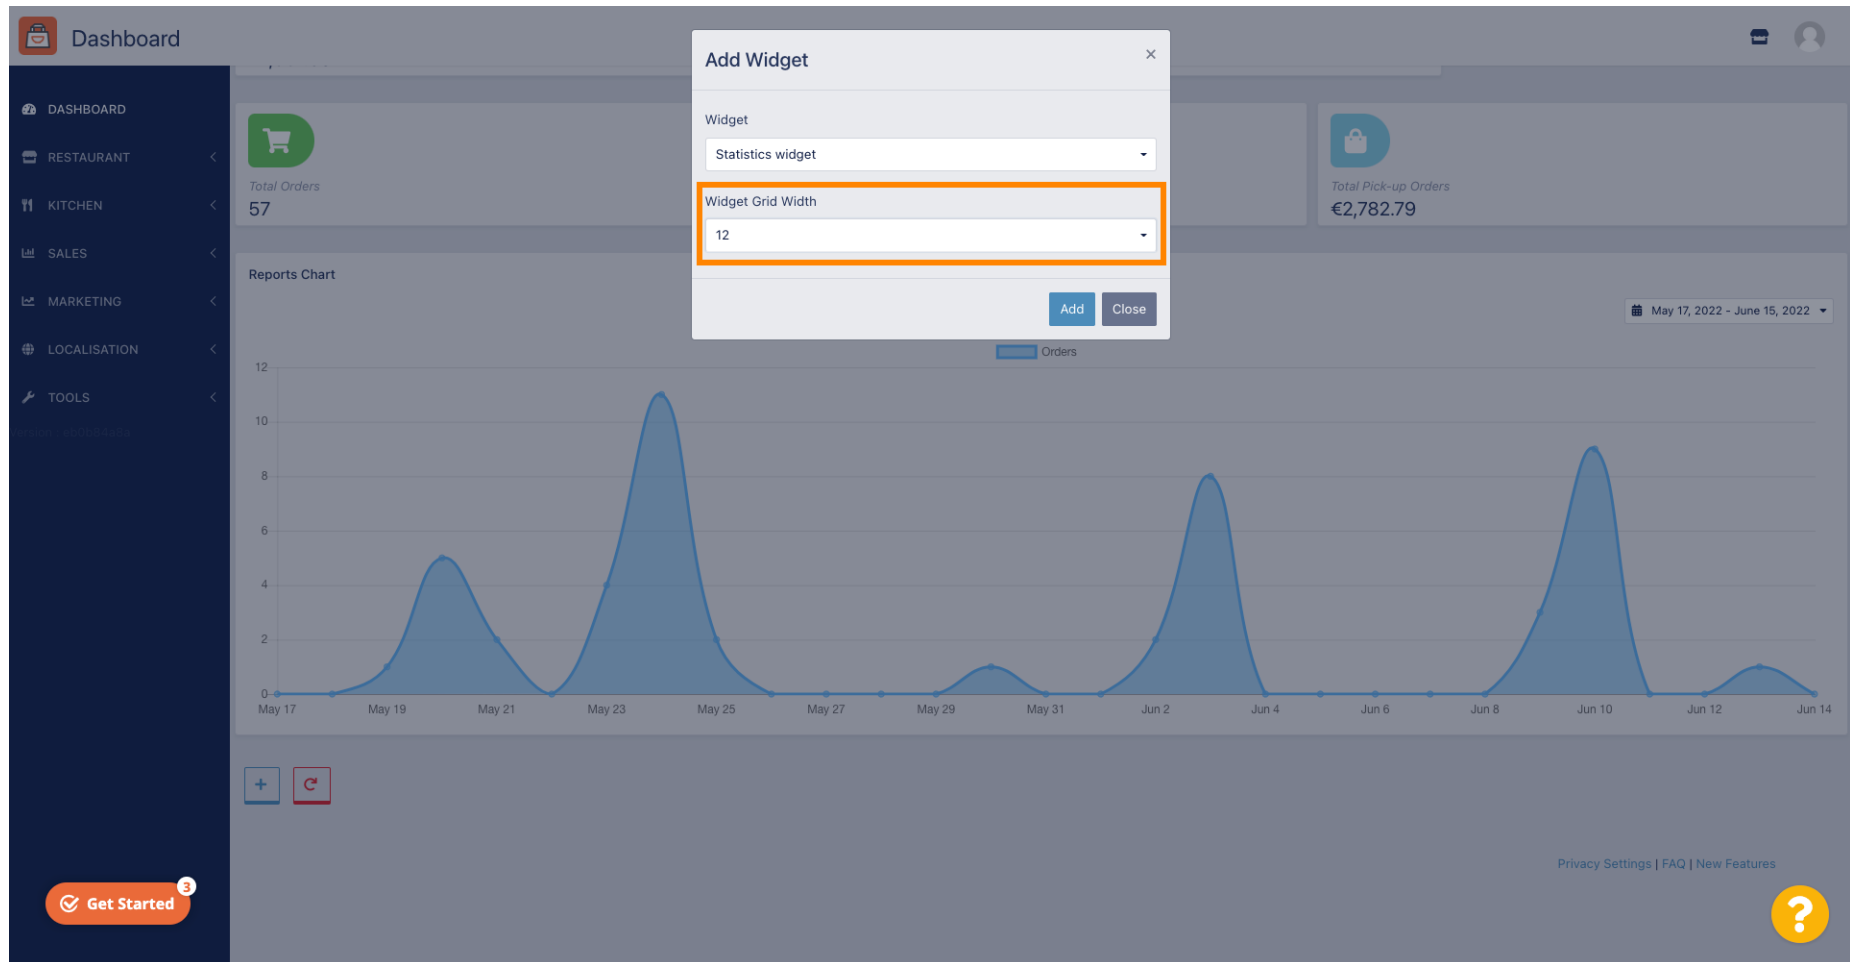 Dashboard
Add Widget
×
DASHBOARD
RESTAURANT
KITCHEN
SALES
MARKETING
LOCALISATION
TOOLS
Total Orders
57
Widget
Statistics widget
Widget Grid Width
12
Add
Close
Total Pick-up Orders
€2,782.79
Reports Chart
May 17, 2022 - June 15, 2022
Orders
12
10
8
6
4
2
0
May 17 May 19 May 21 May 23 May 25 May 27 May 29 May 31 Jun 2 Jun 4 Jun 6 Jun 8 Jun 10 Jun 12 Jun 14
+
Privacy Settings | FAQ | New Features
3
Get Started
?